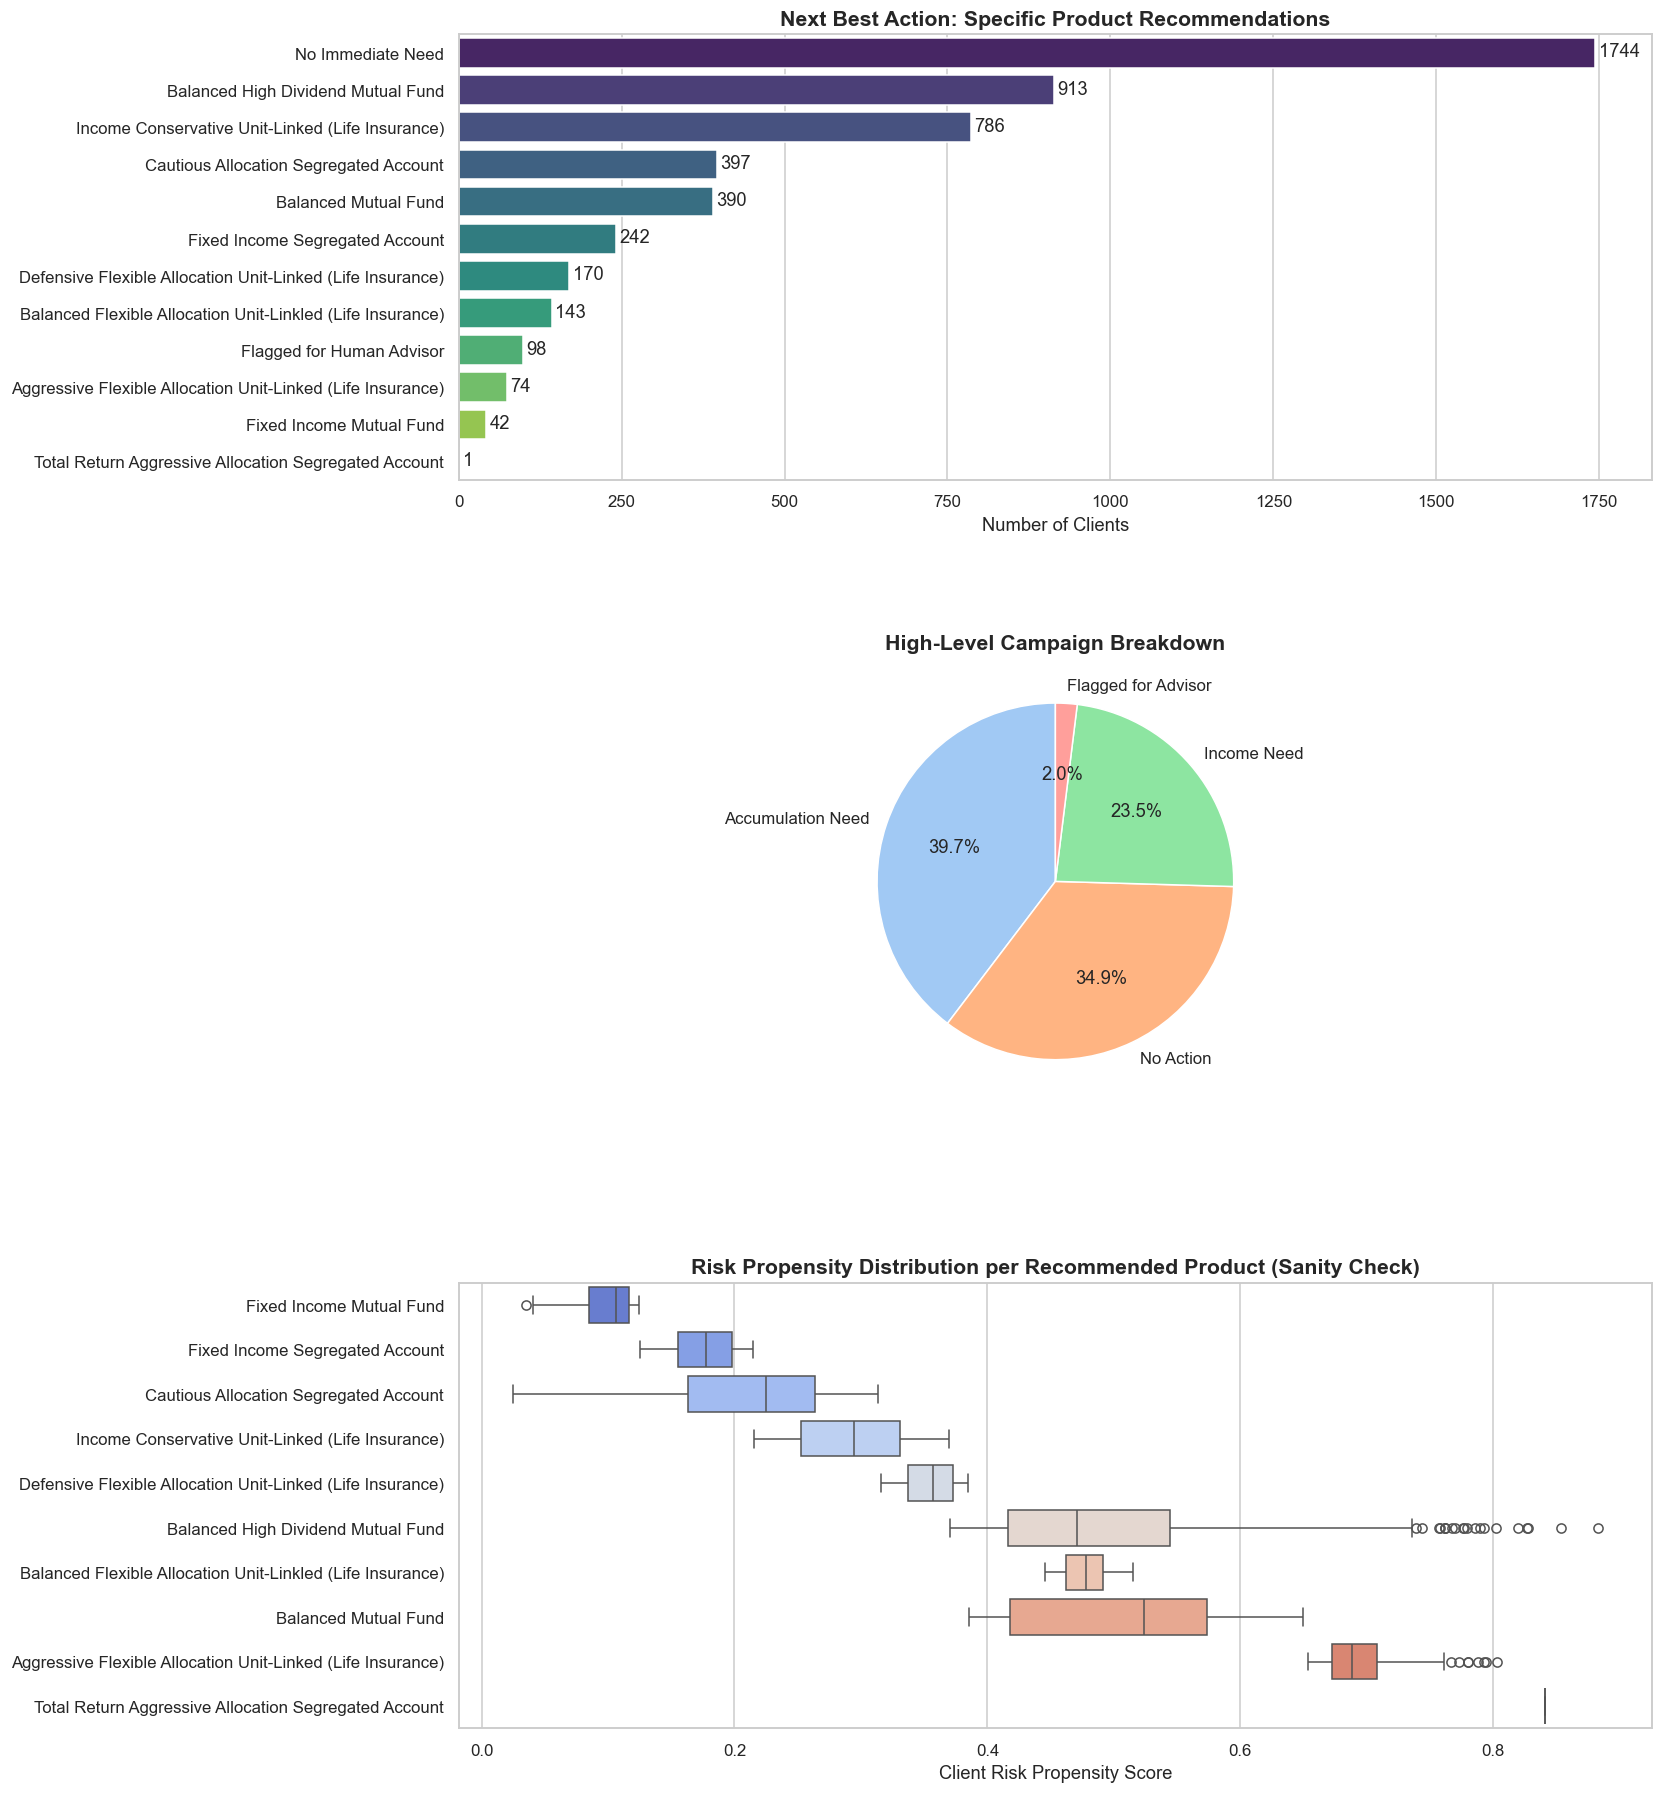 Next Best Action: Specific Product Recommendations
No Immediate Need 1744
Balanced High Dividend Mutual Fund 913
Income Conservative Unit-Linked (Life Insurance) 786
Cautious Allocation Segregated Account 397
Balanced Mutual Fund 390
Fixed Income Segregated Account 242
Defensive Flexible Allocation Unit-Linked (Life Insurance) 170
Balanced Flexible Allocation Unit-Linkled (Life Insurance) 143
Flagged for Human Advisor 98
Aggressive Flexible Allocation Unit-Linked (Life Insurance) 74
Fixed Income Mutual Fund 42
Total Return Aggressive Allocation Segregated Account 1
0 250 500 750 1000 1250 1500 1750
Number of Clients
High-Level Campaign Breakdown
Flagged for Advisor
Income Need
2.0%
23.5%
Accumulation Need
39.7%
34.9%
No Action
Risk Propensity Distribution per Recommended Product (Sanity Check)
Fixed Income Mutual Fund
Fixed Income Segregated Account
Cautious Allocation Segregated Account
Income Conservative Unit-Linked (Life Insurance)
Defensive Flexible Allocation Unit-Linked (Life Insurance)
Balanced High Dividend Mutual Fund
Balanced Flexible Allocation Unit-Linkled (Life Insurance)
Balanced Mutual Fund
Aggressive Flexible Allocation Unit-Linked (Life Insurance)
Total Return Aggressive Allocation Segregated Account
0.0 0.2 0.4 0.6 0.8
Client Risk Propensity Score